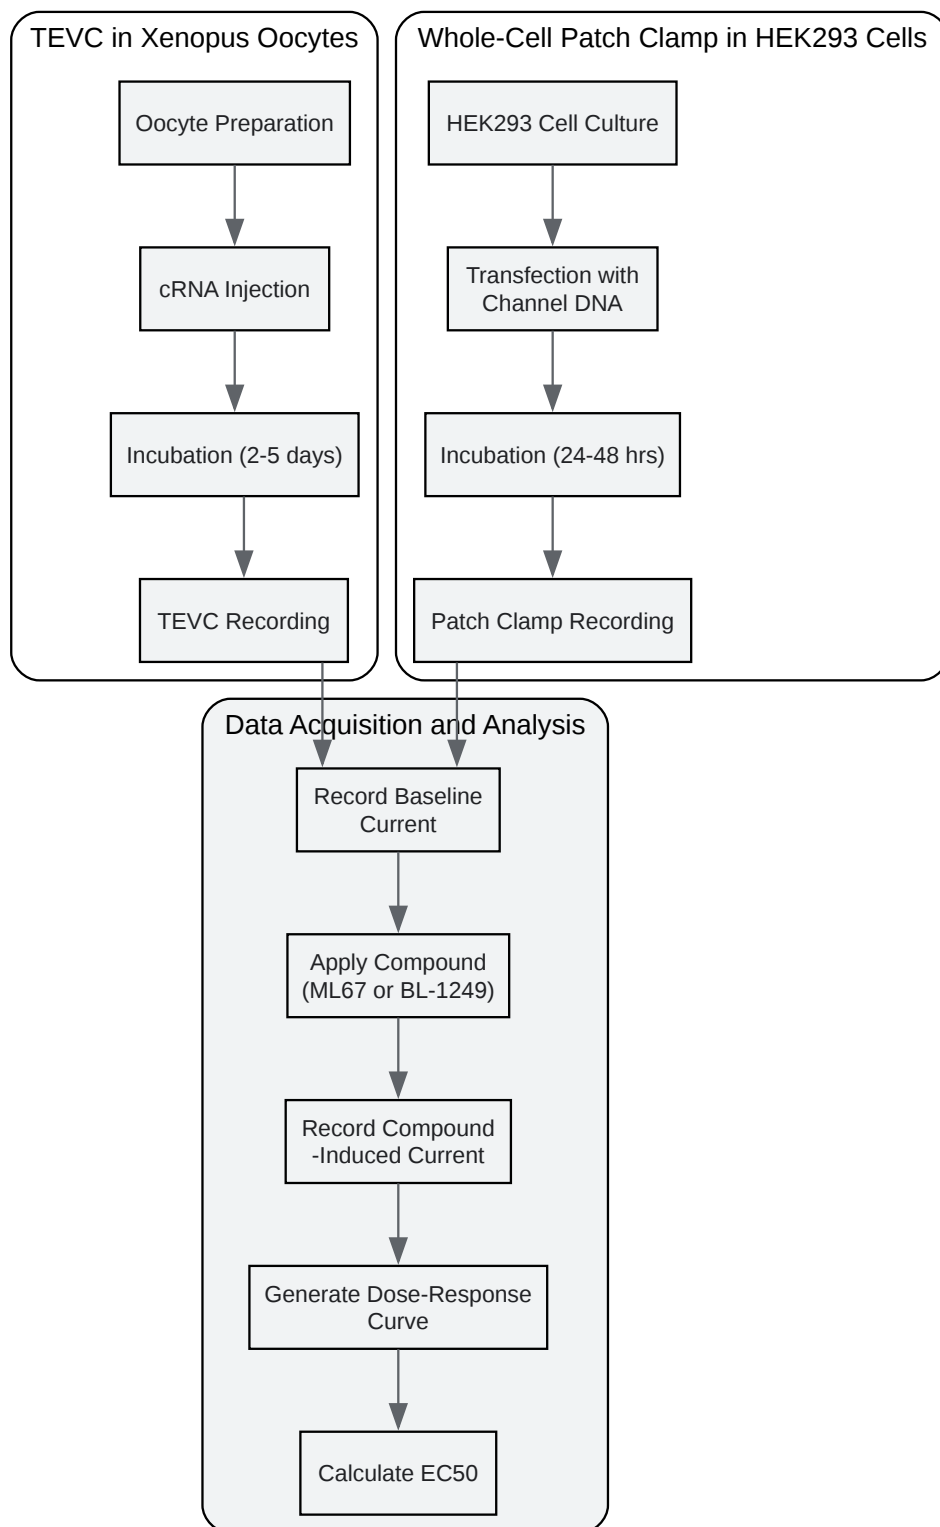 TEVC in Xenopus Oocytes
Oocyte Preparation
cRNA Injection
Incubation (2-5 days)
TEVC Recording
Whole-Cell Patch Clamp in HEK293 Cells
HEK293 Cell Culture
Transfection with
Channel DNA
Incubation (24-48 hrs)
Patch Clamp Recording
Data Acquisition and Analysis
Record Baseline
Current
Apply Compound
(ML67 or BL-1249)
Record Compound
-Induced Current
Generate Dose-Response
Curve
Calculate EC50